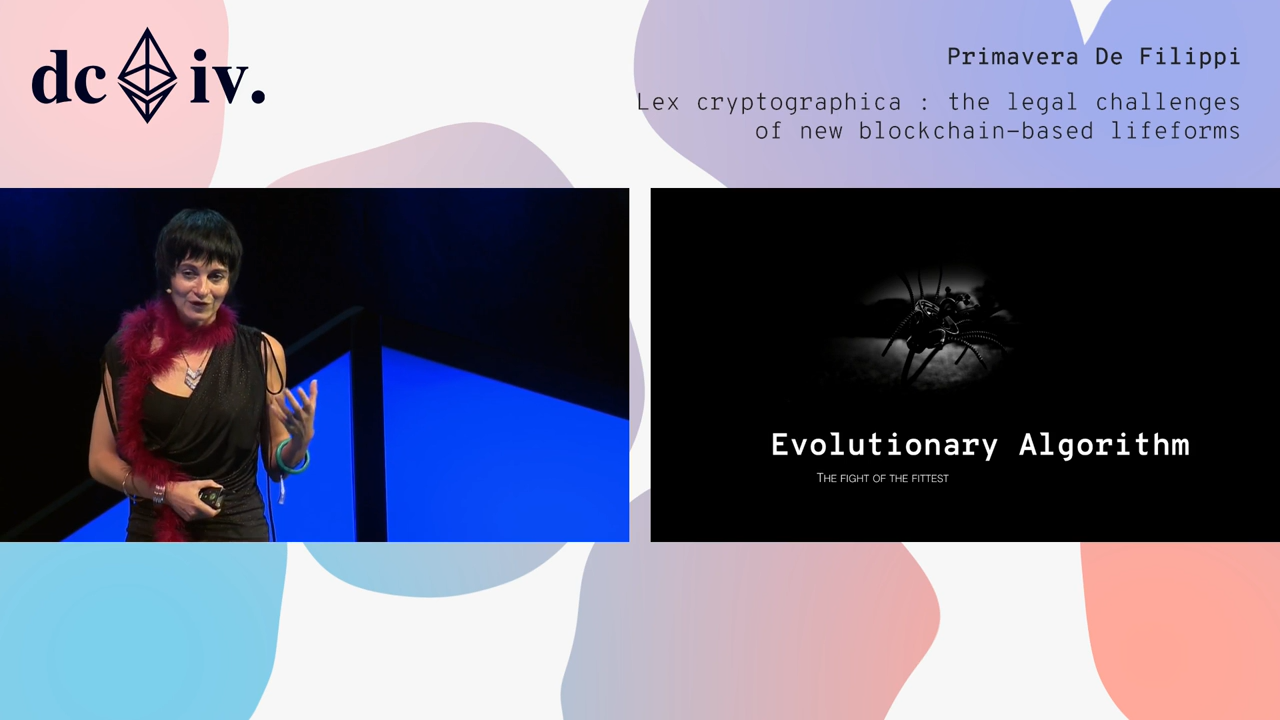 dc iv.
Primavera De Filippi
Lex cryptographica : the legal challenges
of new blockchain-based lifeforms
Evolutionary Algorithm
THE FIGHT OF THE FITTEST